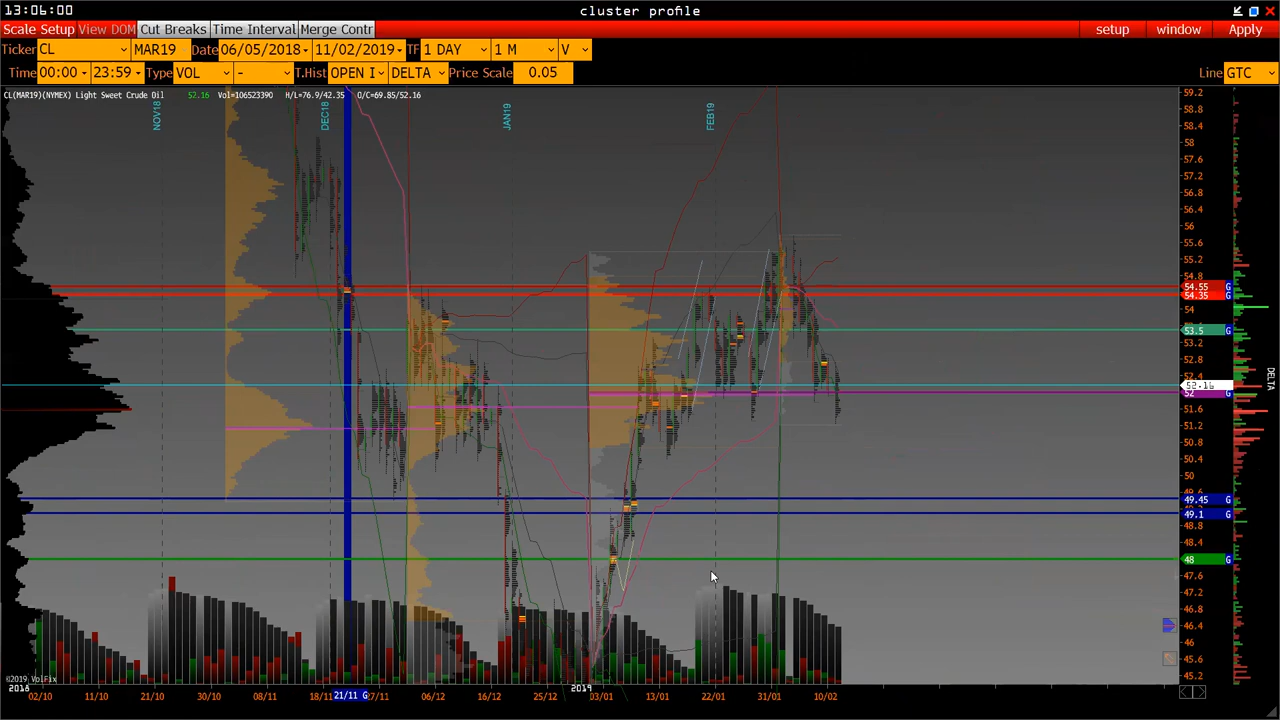 13:06:00 cluster profile
Scale Setup View DOM Cut Breaks Time Interval Merge Contr setup window Apply
Ticker CL MAR19 Date 06/05/2018 11/02/2019 TF 1 DAY 1 M V
Time 00:00 - 23:59 Type VOL - T.Hist OPEN I DELTA Price Scale 0.05 Line GTC
CL(MAR19)(NYMEX) Light Sweet Crude Oil 52.16 Vol=106523390 H/L=76.9/42.35 O/C=69.85/52.16
NOV18 DEC18 JAN19 FEB19
59.2
58.8
58.4
58
57.6
57.2
56.8
56.4
56
55.6
55.2
54.8
54.55 G
54.35 G
54
53.5 G
53.2
52.8
52.4
52.16
52 G
51.6
51.2
50.8
50.4
50
49.6
49.45 G
49.1 G
48.8
48.4
48 G
47.6
47.2
46.8
46.4
46
45.6
45.2
DELTA
©2019 VolFix
2018 2019
02/10 11/10 21/10 30/10 08/11 18/11 21/11 G 27/11 06/12 16/12 25/12 03/01 13/01 22/01 31/01 10/02